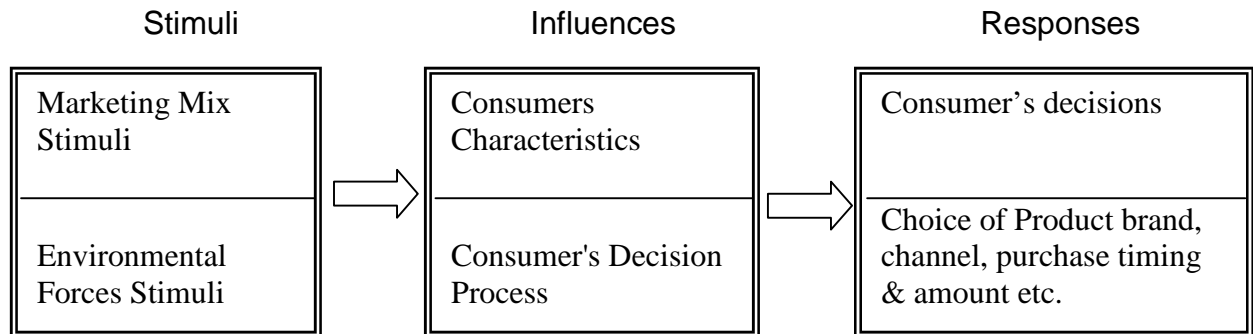 Stimuli
Influences
Responses
Marketing Mix
Stimuli
Environmental
Forces Stimuli
Consumers
Characteristics
Consumer's Decision
Process
Consumer’s decisions
Choice of Product brand,
channel, purchase timing
& amount etc.